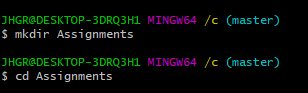 JHGR@DESKTOP-3DRQ3H1 MINGW64 /c (master)
$ mkdir Assignments
JHGR@DESKTOP-3DRQ3H1 MINGW64 /c (master)
$ cd Assignments